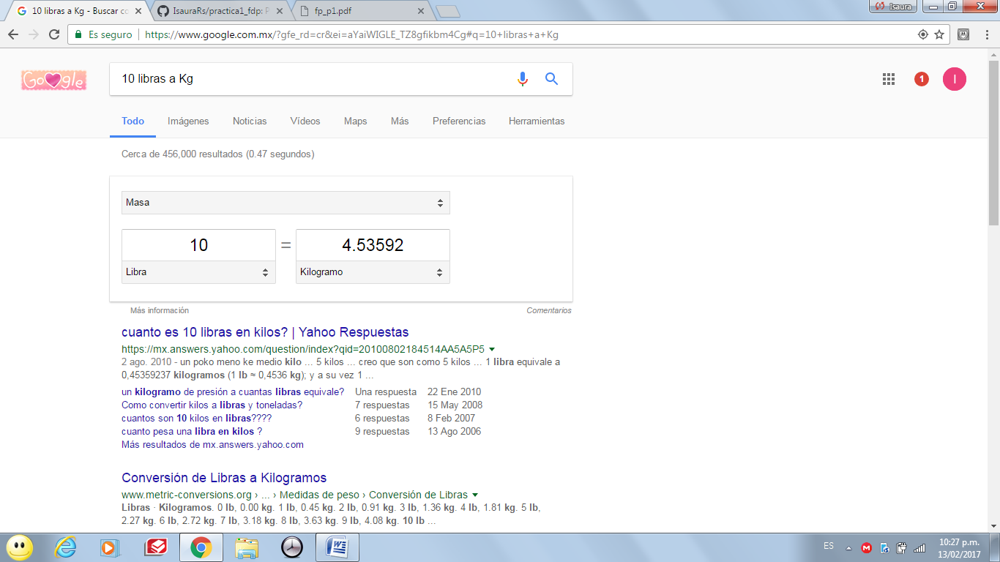 10 libras a Kg - Buscar co
IsauraRs/practica1_fdp: P
fp_p1.pdf
Isaura
Es seguro
https://www.google.com.mx/?gfe_rd=cr&ei=aYaiWIGLE_TZ8gfikbm4Cg#q=10+libras+a+Kg
Google
10 libras a Kg
1
I
Todo Imágenes Noticias Vídeos Maps Más Preferencias Herramientas
Cerca de 456,000 resultados (0.47 segundos)
Masa
10 = 4.53592
Libra Kilogramo
Más información Comentarios
cuanto es 10 libras en kilos? | Yahoo Respuestas
https://mx.answers.yahoo.com/question/index?qid=20100802184514AA5A5P5
2 ago. 2010 - un poko meno ke medio kilo ... 5 kilos ... creo que son como 5 kilos ... 1 libra equivale a
0,45359237 kilogramos (1 lb ≈ 0,4536 kg); y a su vez 1 ...
un kilogramo de presión a cuantas libras equivale? Una respuesta 22 Ene 2010
Como convertir kilos a libras y toneladas? 7 respuestas 15 May 2008
cuantos son 10 kilos en libras???? 6 respuestas 8 Feb 2007
cuanto pesa una libra en kilos ? 9 respuestas 13 Ago 2006
Más resultados de mx.answers.yahoo.com
Conversión de Libras a Kilogramos
www.metric-conversions.org › ... › Medidas de peso › Conversión de Libras
Libras · Kilogramos. 0 lb, 0.00 kg. 1 lb, 0.45 kg. 2 lb, 0.91 kg. 3 lb, 1.36 kg. 4 lb, 1.81 kg. 5 lb,
2.27 kg. 6 lb, 2.72 kg. 7 lb, 3.18 kg. 8 lb, 3.63 kg. 9 lb, 4.08 kg. 10 lb ...
ES
10:27 p.m.
13/02/2017